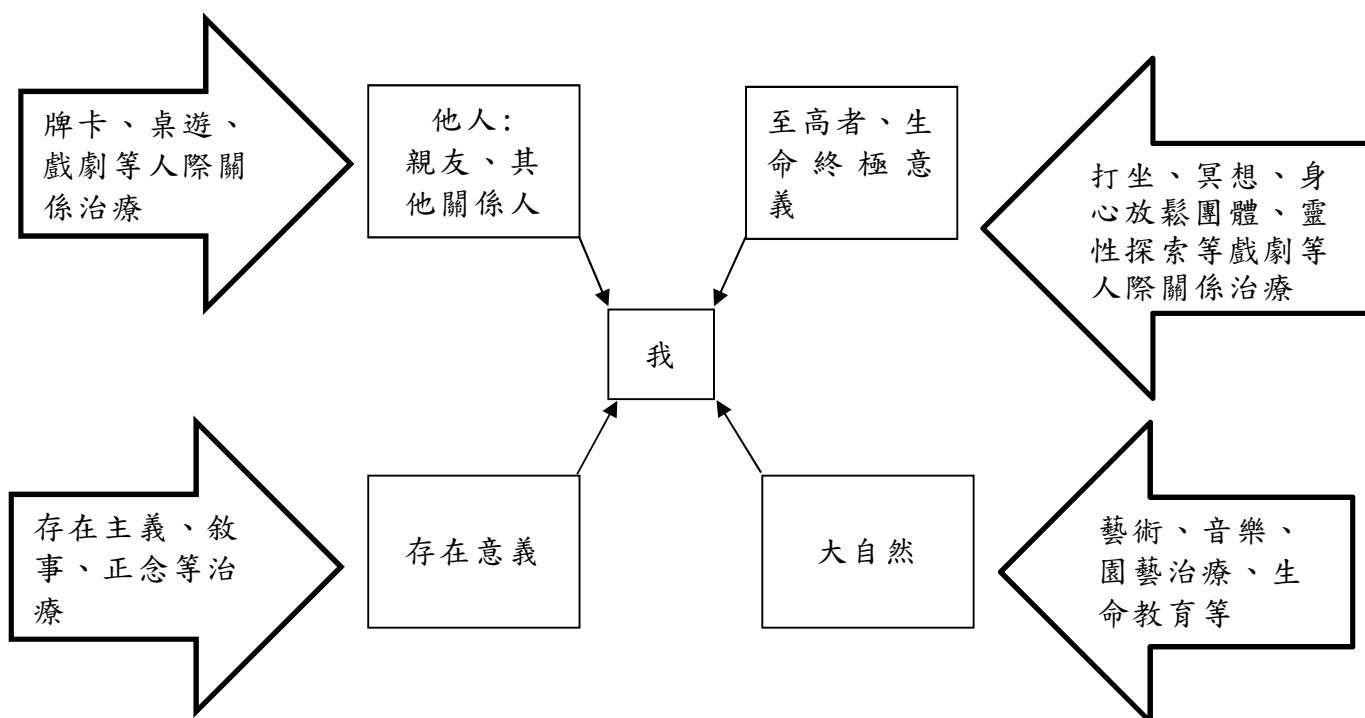 牌卡、桌遊、
戲劇等人際關
係治療
他人:
親友、其
他關係人
至高者、生
命終極意
義
打坐、冥想、身
心放鬆團體、靈
性探索等戲劇等
人際關係治療
我
存在主義、敘
事、正念等治
療
存在意義
大自然
藝術、音樂、
園藝治療、生
命教育等